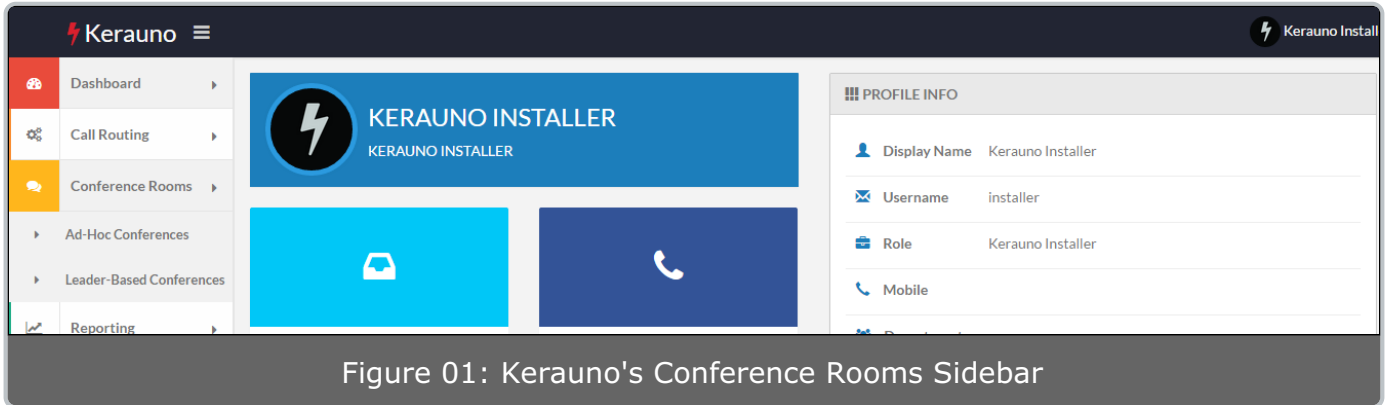 Kerauno
Kerauno Install
Dashboard
Call Routing
Conference Rooms
Ad-Hoc Conferences
Leader-Based Conferences
Reporting
KERAUNO INSTALLER
KERAUNO INSTALLER
PROFILE INFO
Display Name Kerauno Installer
Username installer
Role Kerauno Installer
Mobile
Figure 01: Kerauno's Conference Rooms Sidebar